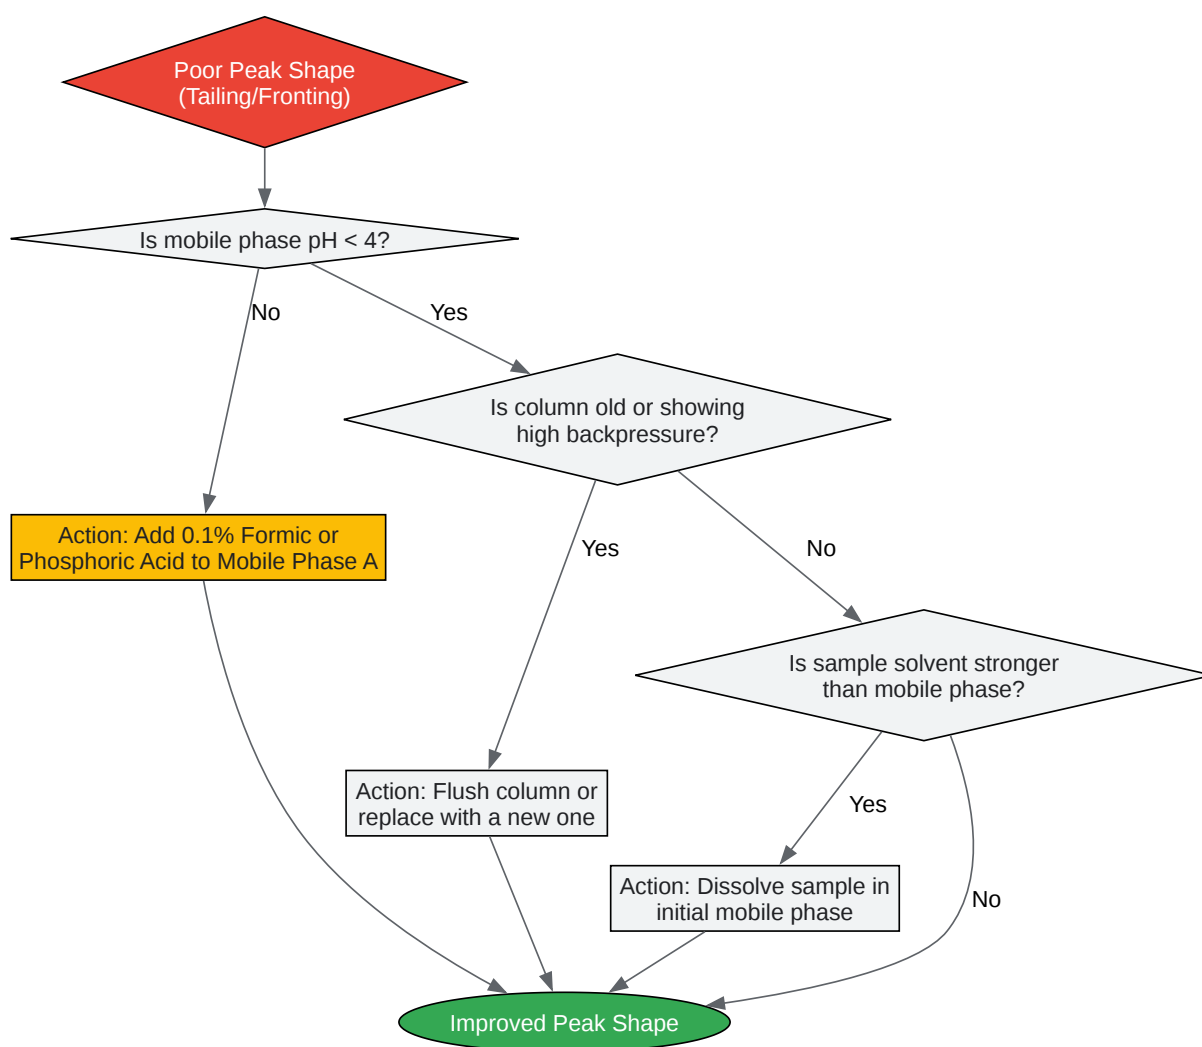 Poor Peak Shape
(Tailing/Fronting)
Is mobile phase pH < 4?
No
Yes
Is column old or showing
high backpressure?
Action: Add 0.1% Formic or
Phosphoric Acid to Mobile Phase A
Yes
No
Is sample solvent stronger
than mobile phase?
Action: Flush column or
replace with a new one
Yes
Action: Dissolve sample in
initial mobile phase
No
Improved Peak Shape